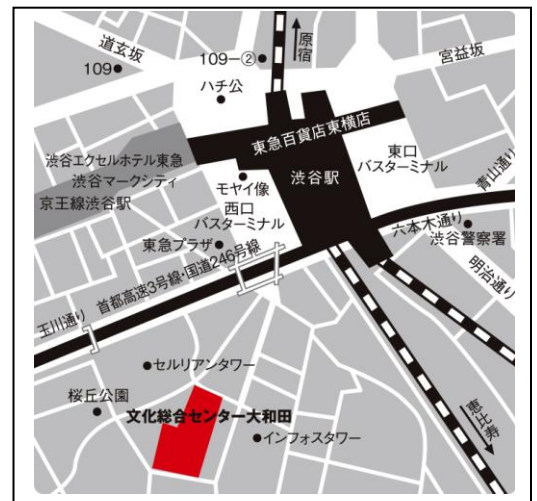 道玄坂
109
109-②
原宿
宮益坂
ハチ公
東急百貨店東横店
東口
バスターミナル
渋谷エクセルホテル東急
渋谷マークシティ
京王線渋谷駅
モヤイ像
西口
バスターミナル
渋谷駅
青山通り
六本木通り
渋谷警察署
明治通り
東急プラザ
首都高速3号線・国道246号線
玉川通り
セルリアンタワー
桜丘公園
文化総合センター大和田
インフォスタワー
恵比寿